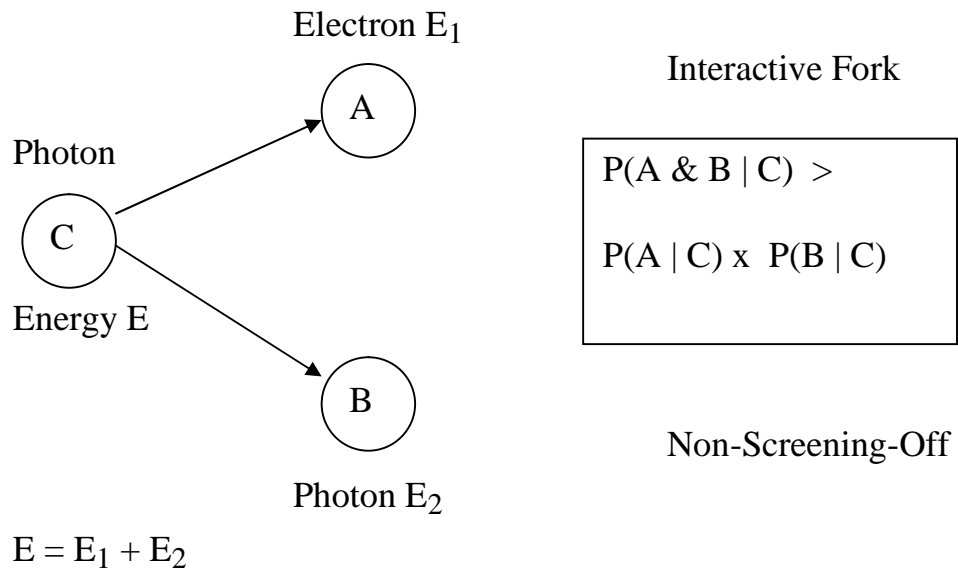 Electron E₁
Interactive Fork
A
Photon
P(A & B | C) >
C
P(A | C) x P(B | C)
Energy E
B
Non-Screening-Off
Photon E₂
E = E₁ + E₂